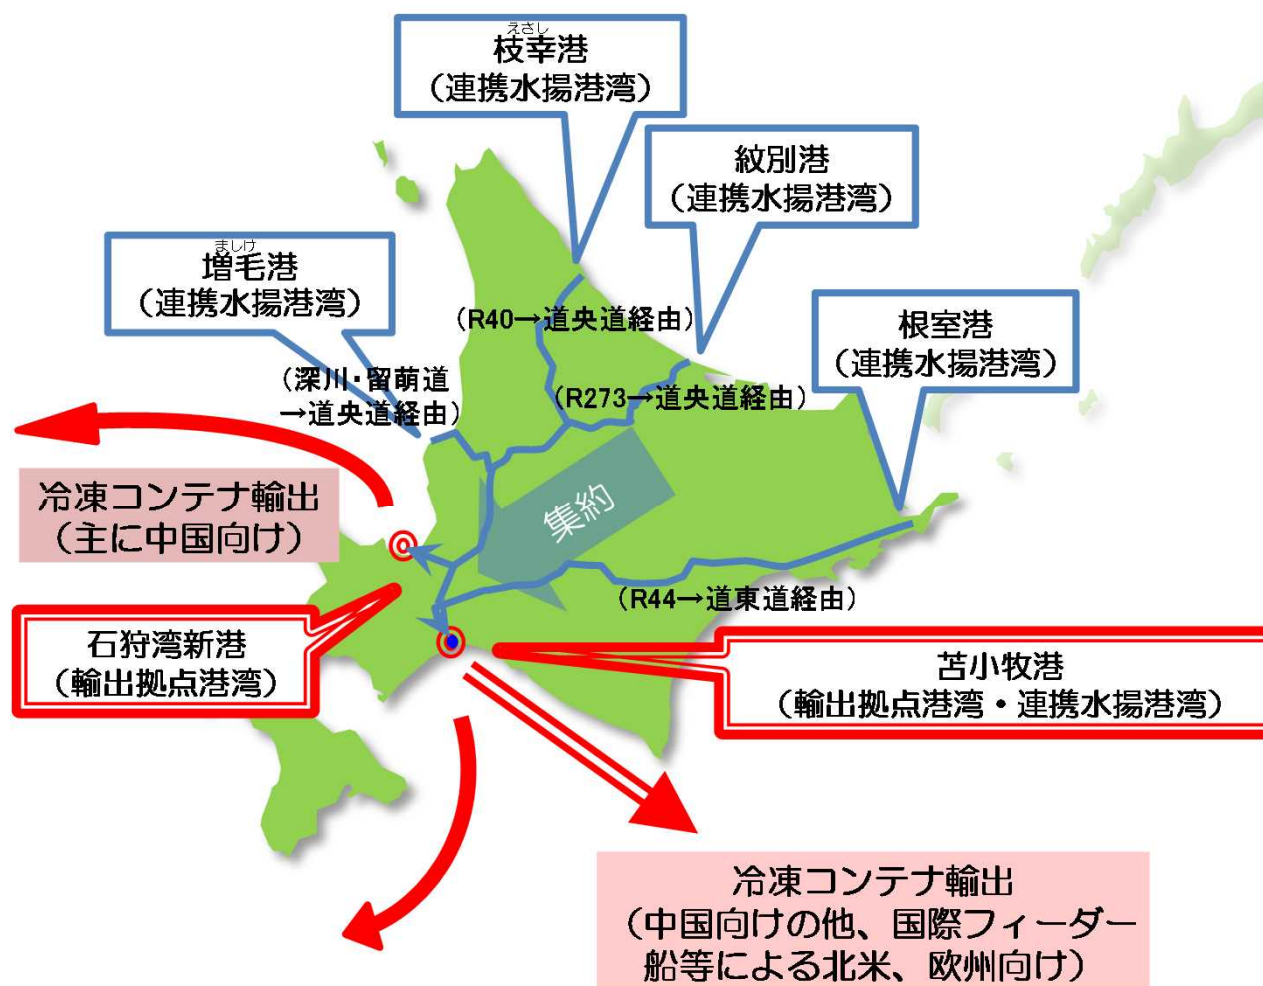 えさし
枝幸港
（連携水揚港湾）
紋別港
（連携水揚港湾）
ましけ
増毛港
（連携水揚港湾）
根室港
（連携水揚港湾）
（R40→道央道経由）
（深川・留萌道
→道央道経由）
（R273→道央道経由）
冷凍コンテナ輸出
（主に中国向け）
集約
（R44→道東道経由）
石狩湾新港
（輸出拠点港湾）
苫小牧港
（輸出拠点港湾・連携水揚港湾）
冷凍コンテナ輸出
（中国向けの他、国際フィーダー
船等による北米、欧州向け）